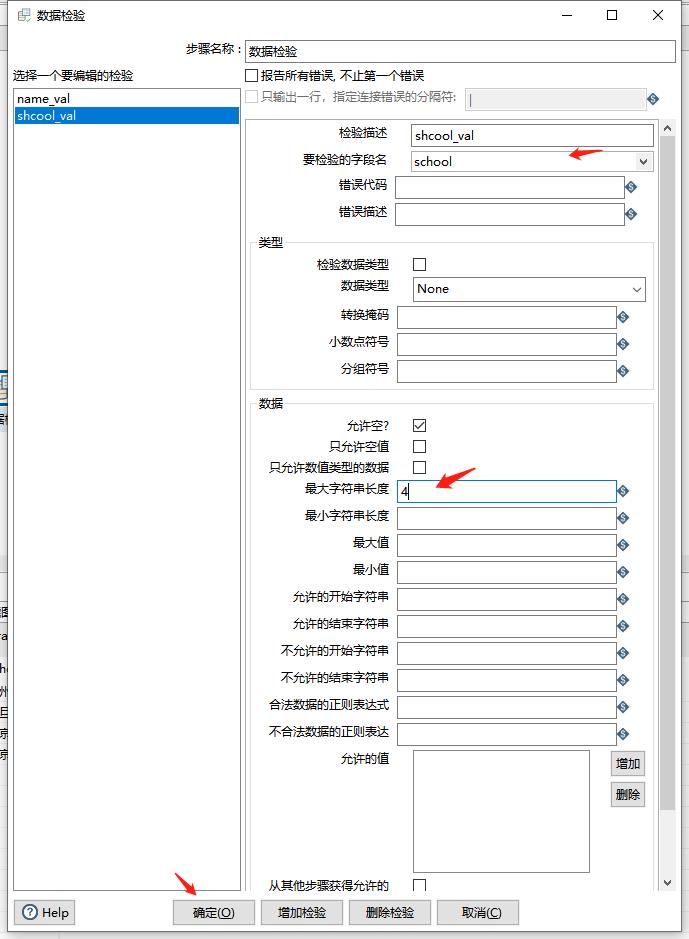 数据检验
步骤名称：
数据检验
选择一个要编辑的检验
报告所有错误, 不止第一个错误
name_val
只输出一行，指定连接错误的分隔符:
|
shcool_val
检验描述
shcool_val
要检验的字段名
school
错误代码
错误描述
类型
检验数据类型
数据类型
None
转换掩码
小数点符号
分组符号
数据
允许空?
只允许空值
只允许数值类型的数据
最大字符串长度
4
最小字符串长度
最大值
最小值
允许的开始字符串
允许的结束字符串
不允许的开始字符串
不允许的结束字符串
合法数据的正则表达式
不合法数据的正则表达
允许的值
增加
删除
从其他步骤获得允许的
Help
确定(O)
增加检验
删除检验
取消(C)